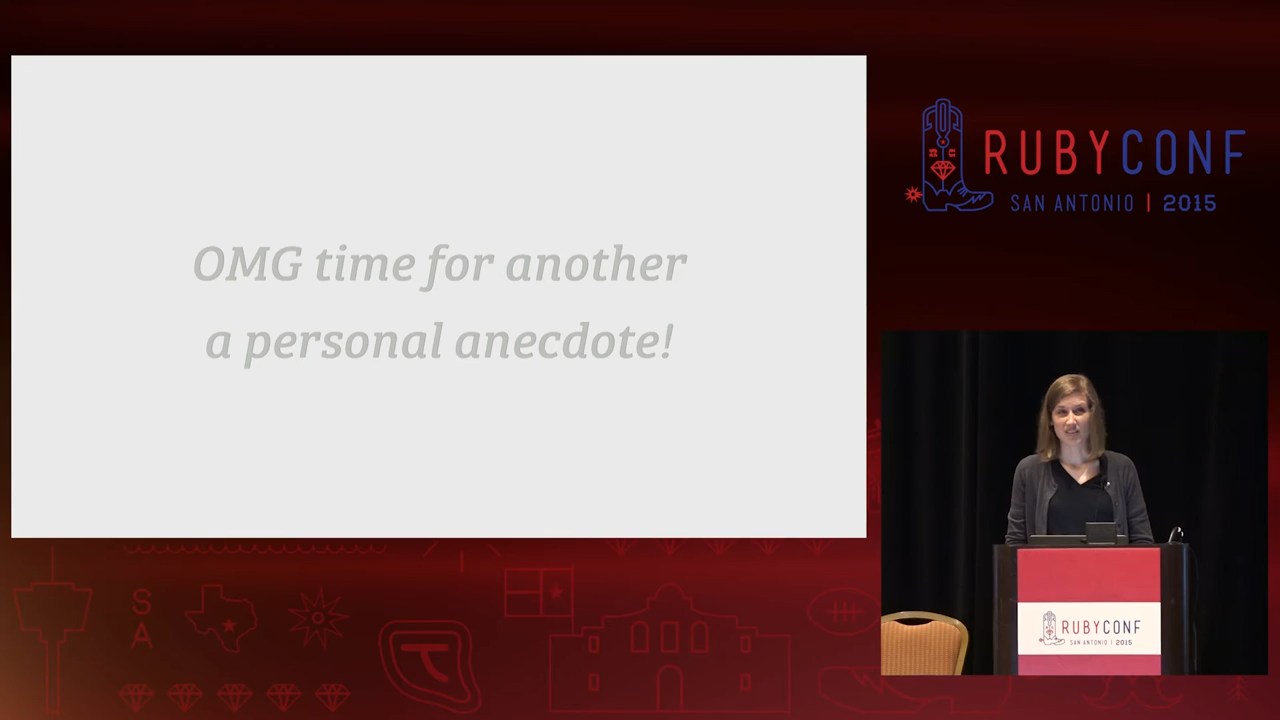 OMG time for another
a personal anecdote!
RUBYCONF
SAN ANTONIO | 2015
S
A
RUBYCONF
SAN ANTONIO | 2015